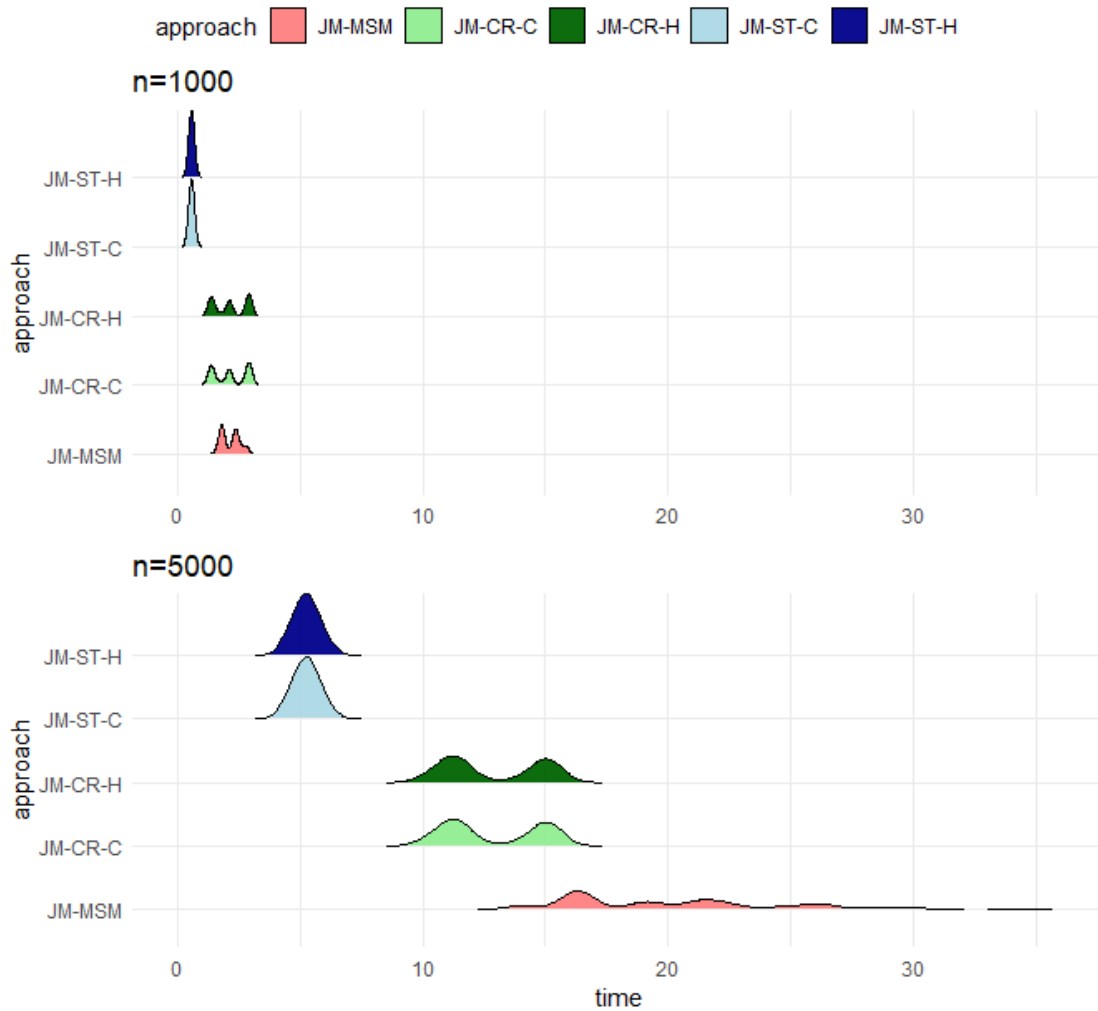 approach JM-MSM JM-CR-C JM-CR-H JM-ST-C JM-ST-H
n=1000
JM-ST-H
JM-ST-C
JM-CR-H
JM-CR-C
JM-MSM
approach
0 10 20 30
n=5000
JM-ST-H
JM-ST-C
JM-CR-H
JM-CR-C
JM-MSM
approach
0 10 20 30
time